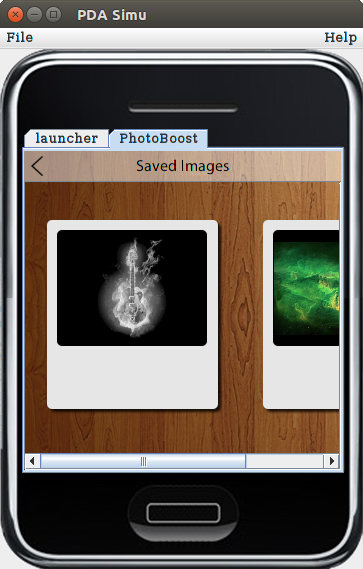 PDA Simu
File Help
launcher PhotoBoost
Saved Images